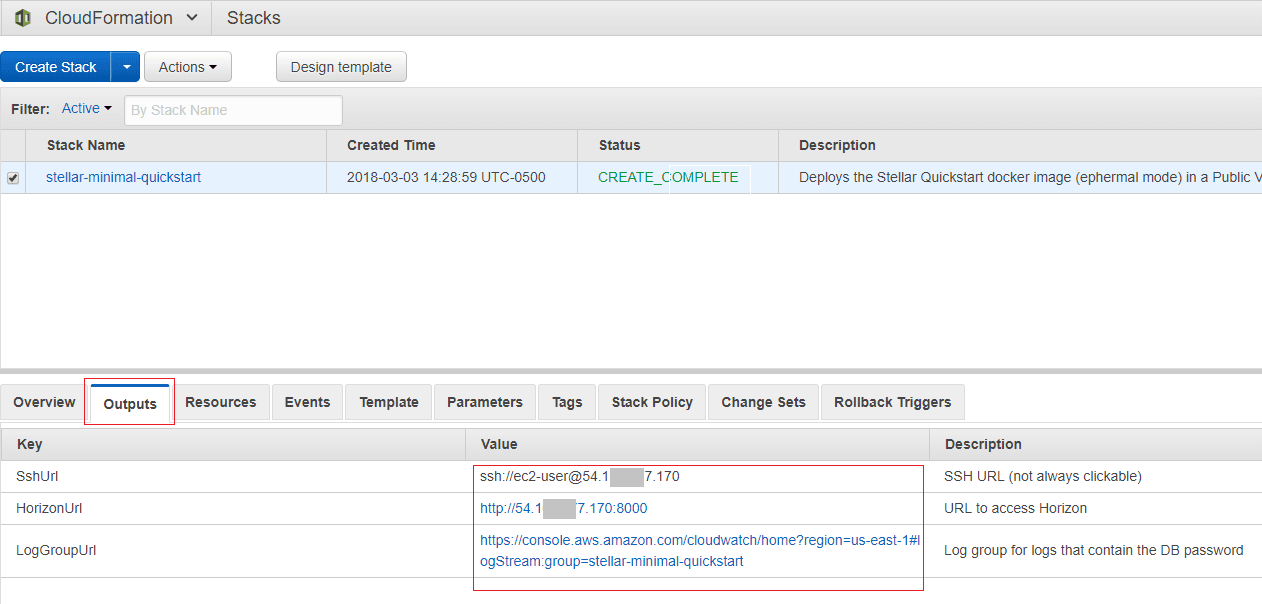 CloudFormation Stacks
Create Stack Actions Design template
Filter: Active By Stack Name
Stack Name Created Time Status Description
stellar-minimal-quickstart 2018-03-03 14:28:59 UTC-0500 CREATE_COMPLETE Deploys the Stellar Quickstart docker image (ephermal mode) in a Public V
Overview Outputs Resources Events Template Parameters Tags Stack Policy Change Sets Rollback Triggers
Key Value Description
SshUrl ssh://ec2-user@54.1 7.170 SSH URL (not always clickable)
HorizonUrl http://54.1 7.170:8000 URL to access Horizon
LogGroupUrl https://console.aws.amazon.com/cloudwatch/home?region=us-east-1#l Log group for logs that contain the DB password
ogStream:group=stellar-minimal-quickstart